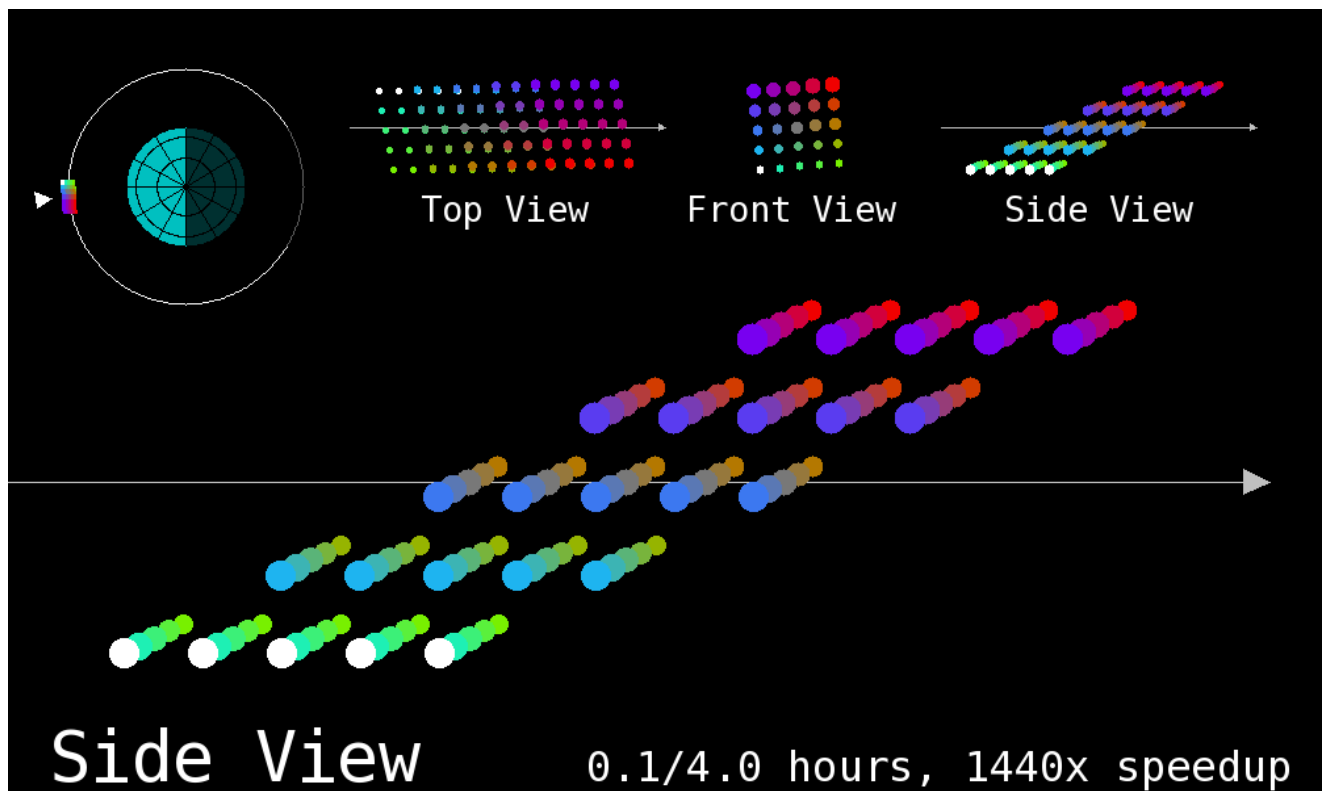 Top View
Front View
Side View
Side View
0.1/4.0 hours, 1440x speedup